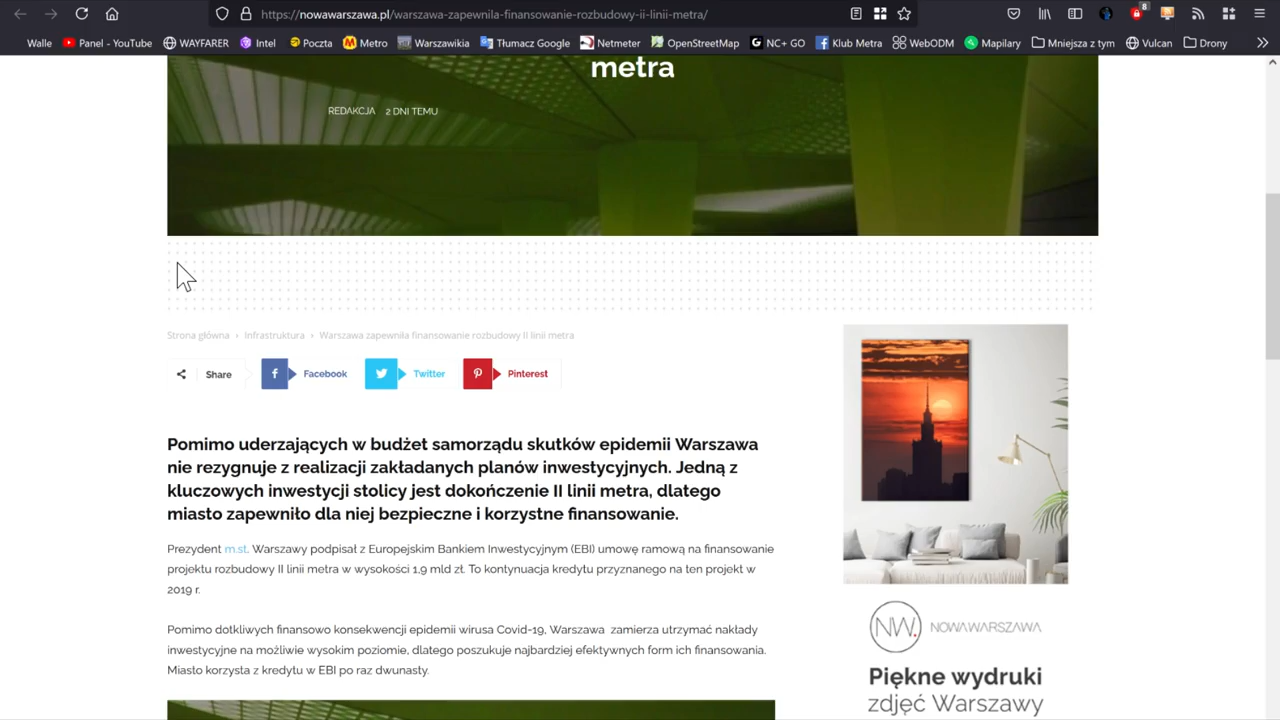 https://nowawarszawa.pl/warszawa-zapewnila-finansowanie-rozbudowy-ii-linii-metra/
8
Walle Panel - YouTube WAYFARER Intel Poczta Metro Warszawikia Tłumacz Google Netmeter OpenStreetMap NC+ GO Klub Metra WebODM Mapilary Mniejsza z tym Vulcan Drony
metra
REDAKCJA 2 DNI TEMU
Strona główna › Infrastruktura › Warszawa zapewniła finansowanie rozbudowy II linii metra
Share Facebook Twitter Pinterest
Pomimo uderzających w budżet samorządu skutków epidemii Warszawa
nie rezygnuje z realizacji zakładanych planów inwestycyjnych. Jedną z
kluczowych inwestycji stolicy jest dokończenie II linii metra, dlatego
miasto zapewniło dla niej bezpieczne i korzystne finansowanie.
Prezydent m.st. Warszawy podpisał z Europejskim Bankiem Inwestycyjnym (EBI) umowę ramową na finansowanie
projektu rozbudowy II linii metra w wysokości 1,9 mld zł. To kontynuacja kredytu przyznanego na ten projekt w
2019 r.
Pomimo dotkliwych finansowo konsekwencji epidemii wirusa Covid-19, Warszawa zamierza utrzymać nakłady
inwestycyjne na możliwie wysokim poziomie, dlatego poszukuje najbardziej efektywnych form ich finansowania.
Miasto korzysta z kredytu w EBI po raz dwunasty.
NW. NOWAWARSZAWA
Piękne wydruki
zdjęć Warszawy